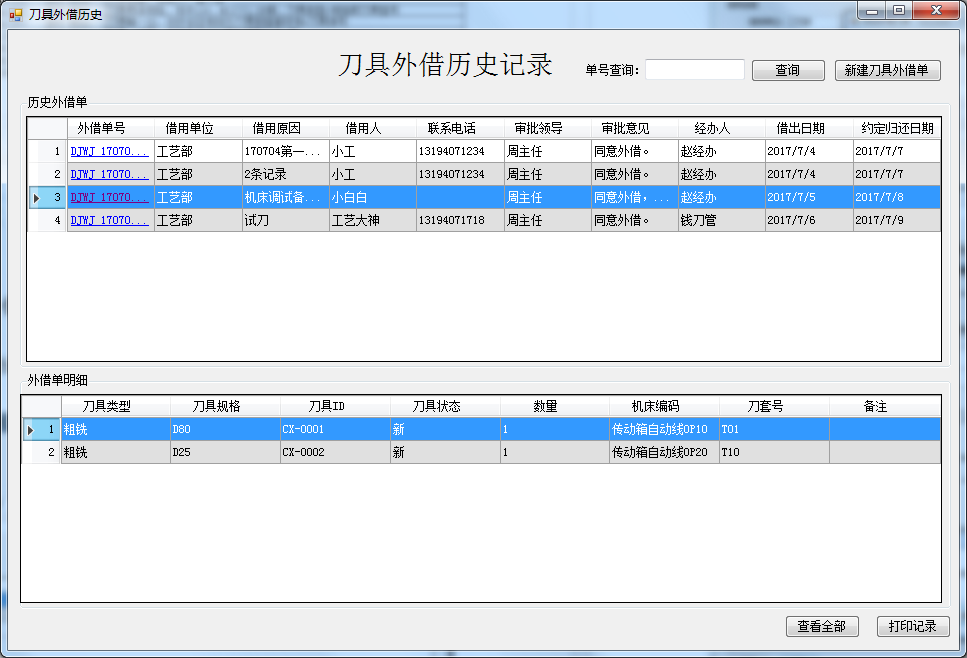 刀具外借历史
刀具外借历史记录 单号查询: 查询 新建刀具外借单
历史外借单
外借单号 借用单位 借用原因 借用人 联系电话 审批领导 审批意见 经办人 借出日期 约定归还日期
1 DJWJ_17070... 工艺部 170704第一... 小工 13194071234 周主任 同意外借。 赵经办 2017/7/4 2017/7/7
2 DJWJ_17070... 工艺部 2条记录 小工 13194071234 周主任 同意外借。 赵经办 2017/7/4 2017/7/7
3 DJWJ_17070... 工艺部 机床调试备... 小白白 周主任 同意外借，... 赵经办 2017/7/5 2017/7/8
4 DJWJ_17070... 工艺部 试刀 工艺大神 13194071718 周主任 同意外借。 钱刀管 2017/7/6 2017/7/9
外借单明细
刀具类型 刀具规格 刀具ID 刀具状态 数量 机床编码 刀套号 备注
1 粗铣 D80 CX-0001 新 1 传动箱自动线OP10 T01
2 粗铣 D25 CX-0002 新 1 传动箱自动线OP20 T10
查看全部 打印记录